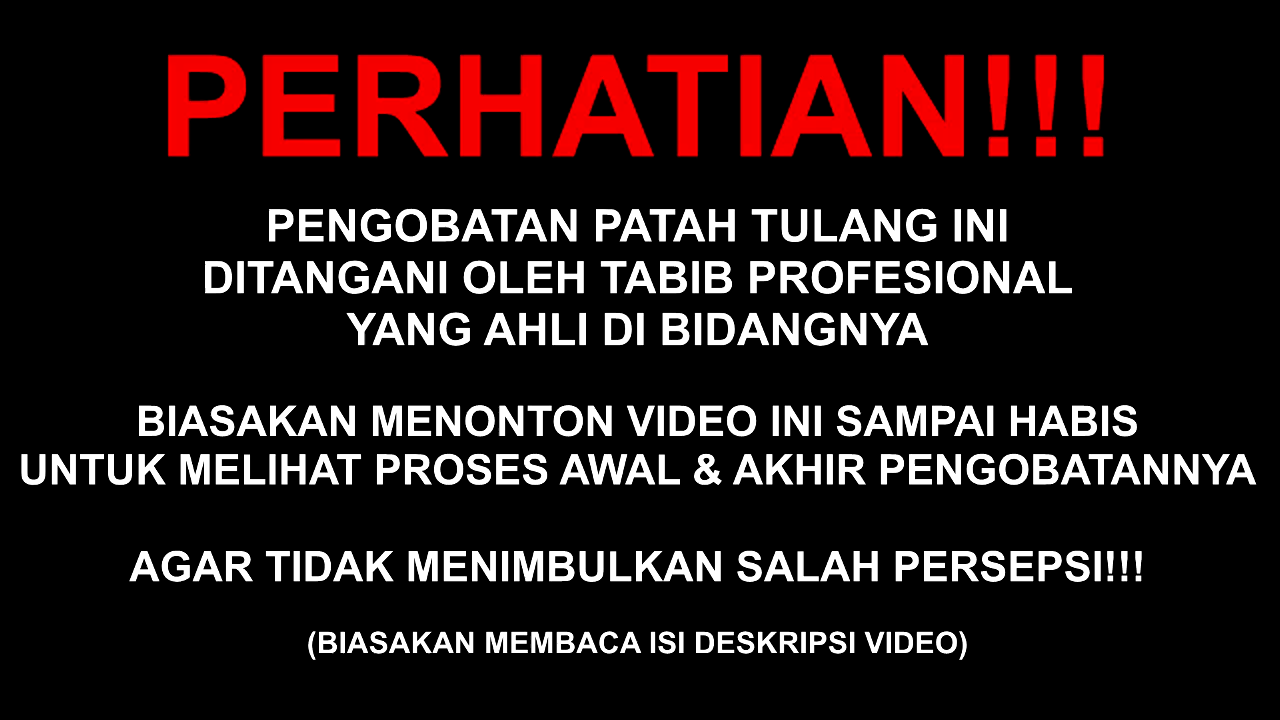 PERHATIAN!!!
PENGOBATAN PATAH TULANG INI
DITANGANI OLEH TABIB PROFESIONAL
YANG AHLI DI BIDANGNYA
BIASAKAN MENONTON VIDEO INI SAMPAI HABIS
UNTUK MELIHAT PROSES AWAL & AKHIR PENGOBATANNYA
AGAR TIDAK MENIMBULKAN SALAH PERSEPSI!!!
(BIASAKAN MEMBACA ISI DESKRIPSI VIDEO)